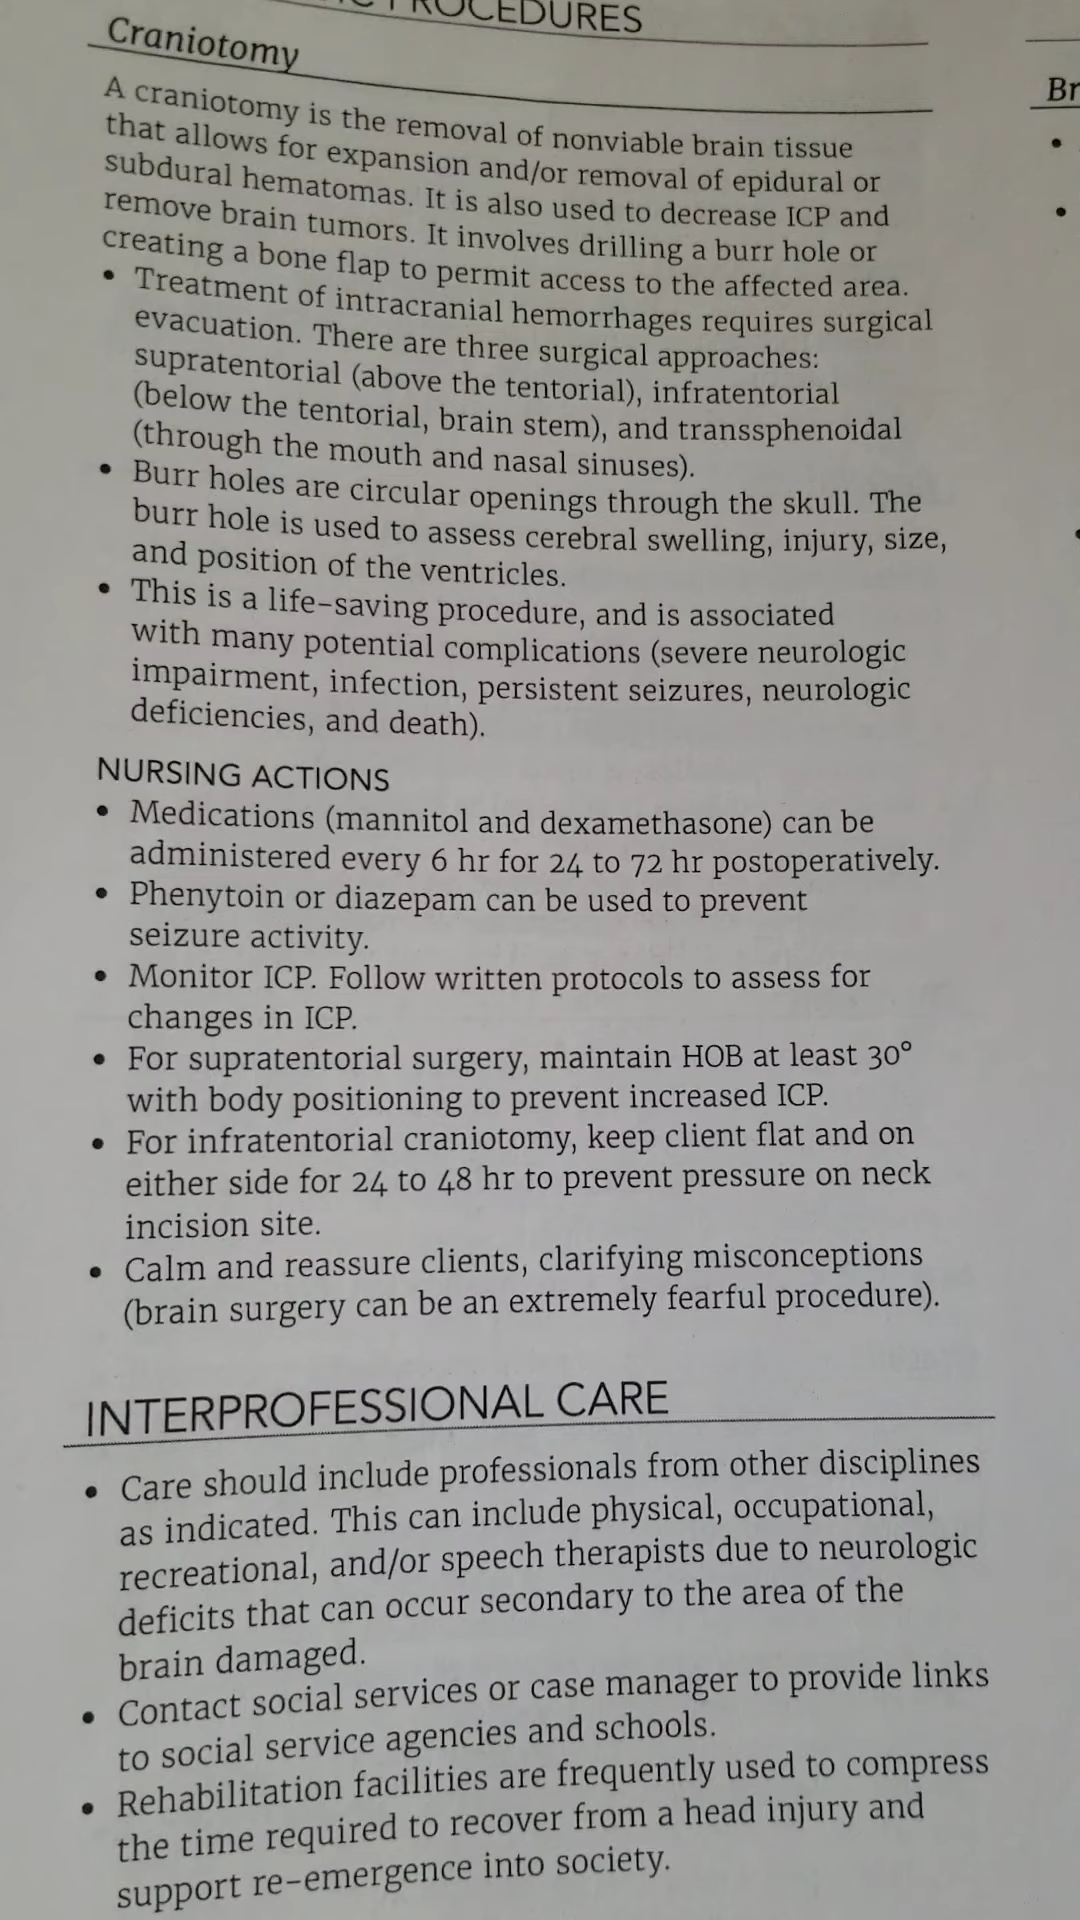 PROCEDURES
Craniotomy
A craniotomy is the removal of nonviable brain tissue
that allows for expansion and/or removal of epidural or
subdural hematomas. It is also used to decrease ICP and
remove brain tumors. It involves drilling a burr hole or
creating a bone flap to permit access to the affected area.
• Treatment of intracranial hemorrhages requires surgical
evacuation. There are three surgical approaches:
supratentorial (above the tentorial), infratentorial
(below the tentorial, brain stem), and transsphenoidal
(through the mouth and nasal sinuses).
• Burr holes are circular openings through the skull. The
burr hole is used to assess cerebral swelling, injury, size,
and position of the ventricles.
• This is a life-saving procedure, and is associated
with many potential complications (severe neurologic
impairment, infection, persistent seizures, neurologic
deficiencies, and death).
NURSING ACTIONS
• Medications (mannitol and dexamethasone) can be
administered every 6 hr for 24 to 72 hr postoperatively.
• Phenytoin or diazepam can be used to prevent
seizure activity.
• Monitor ICP. Follow written protocols to assess for
changes in ICP.
• For supratentorial surgery, maintain HOB at least 30°
with body positioning to prevent increased ICP.
• For infratentorial craniotomy, keep client flat and on
either side for 24 to 48 hr to prevent pressure on neck
incision site.
• Calm and reassure clients, clarifying misconceptions
(brain surgery can be an extremely fearful procedure).
INTERPROFESSIONAL CARE
• Care should include professionals from other disciplines
as indicated. This can include physical, occupational,
recreational, and/or speech therapists due to neurologic
deficits that can occur secondary to the area of the
brain damaged.
• Contact social services or case manager to provide links
to social service agencies and schools.
• Rehabilitation facilities are frequently used to compress
the time required to recover from a head injury and
support re-emergence into society.